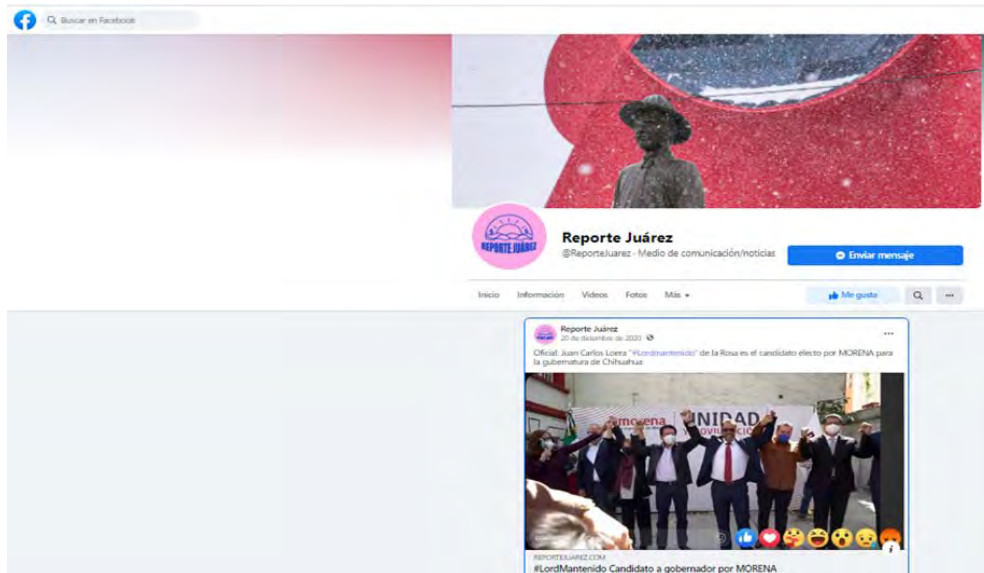 Buscar en Facebook
REPORTE JUÁREZ
Reporte Juárez
@ReporteJuarez · Medio de comunicación/noticias
Enviar mensaje
Inicio Información Videos Fotos Más
Me gusta
Reporte Juárez
20 de diciembre de 2020
Oficial: Juan Carlos Loera "#Lordmantenido" de la Rosa es el candidato electo por MORENA para
la gubernatura de Chihuahua
morena UNIDAD
REPORTEJUAREZ.COM
#LordMantenido Candidato a gobernador por MORENA